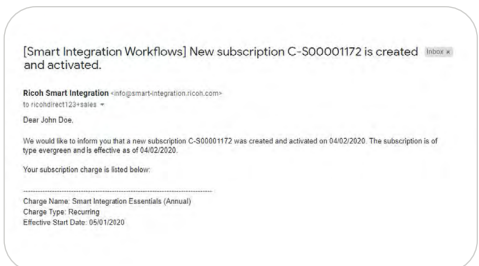 [Smart Integration Workflows] New subscription C-S00001172 is created Inbox x
and activated.
Ricoh Smart Integration <info@smart-integration.ricoh.com>
to ricohdirect123+sales
Dear John Doe,
We would like to inform you that a new subscription C-S00001172 was created and activated on 04/02/2020. The subscription is of
type evergreen and is effective as of 04/02/2020.
Your subscription charge is listed below:
------------------------------------------------------------
Charge Name: Smart Integration Essentials (Annual)
Charge Type: Recurring
Effective Start Date: 05/01/2020